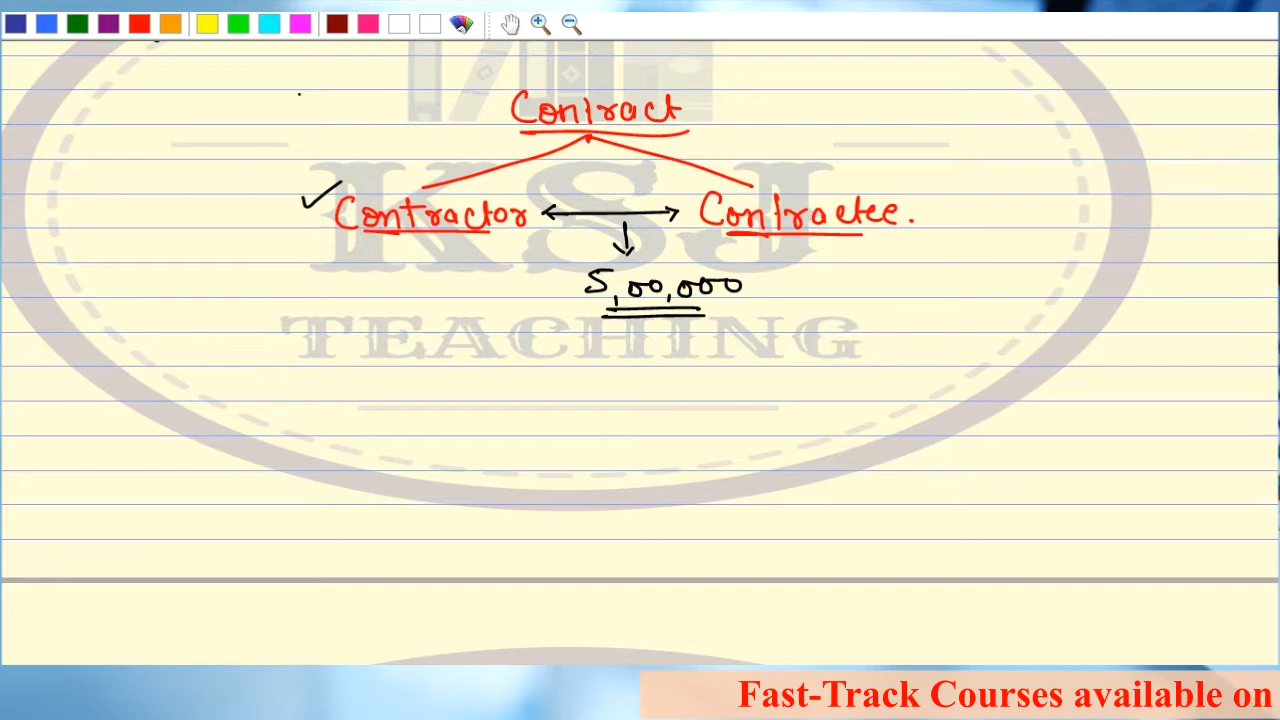 Contract
Contractor Contractee.
5,00,000
KSJ
TEACHING
Fast-Track Courses available on